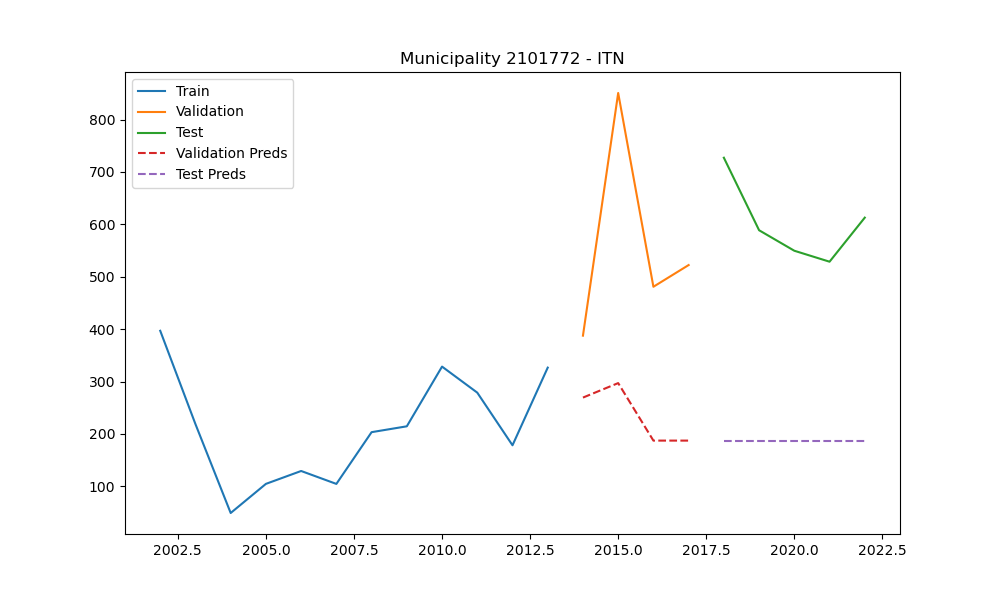 Municipality 2101772 - ITN
Train
Validation
Test
Validation Preds
Test Preds
800
700
600
500
400
300
200
100
2002.5 2005.0 2007.5 2010.0 2012.5 2015.0 2017.5 2020.0 2022.5